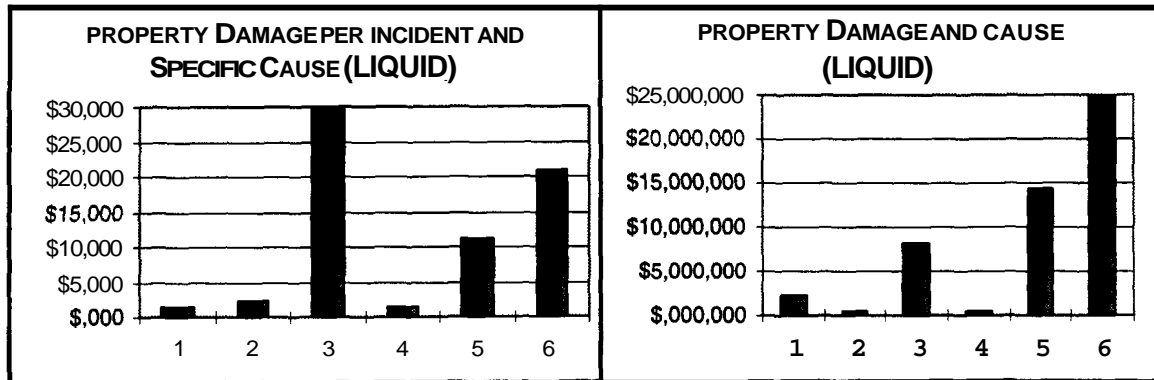 PROPERTY DAMAGE PER INCIDENT AND
SPECIFIC CAUSE (LIQUID)
$30,000
$25,000
$20,000
$15,000
$10,000
$5,000
$,000
1 2 3 4 5 6
PROPERTY DAMAGE AND CAUSE
(LIQUID)
$25,000,000
$20,000,000
$15,000,000
$10,000,000
$5,000,000
$,000,000
1 2 3 4 5 6